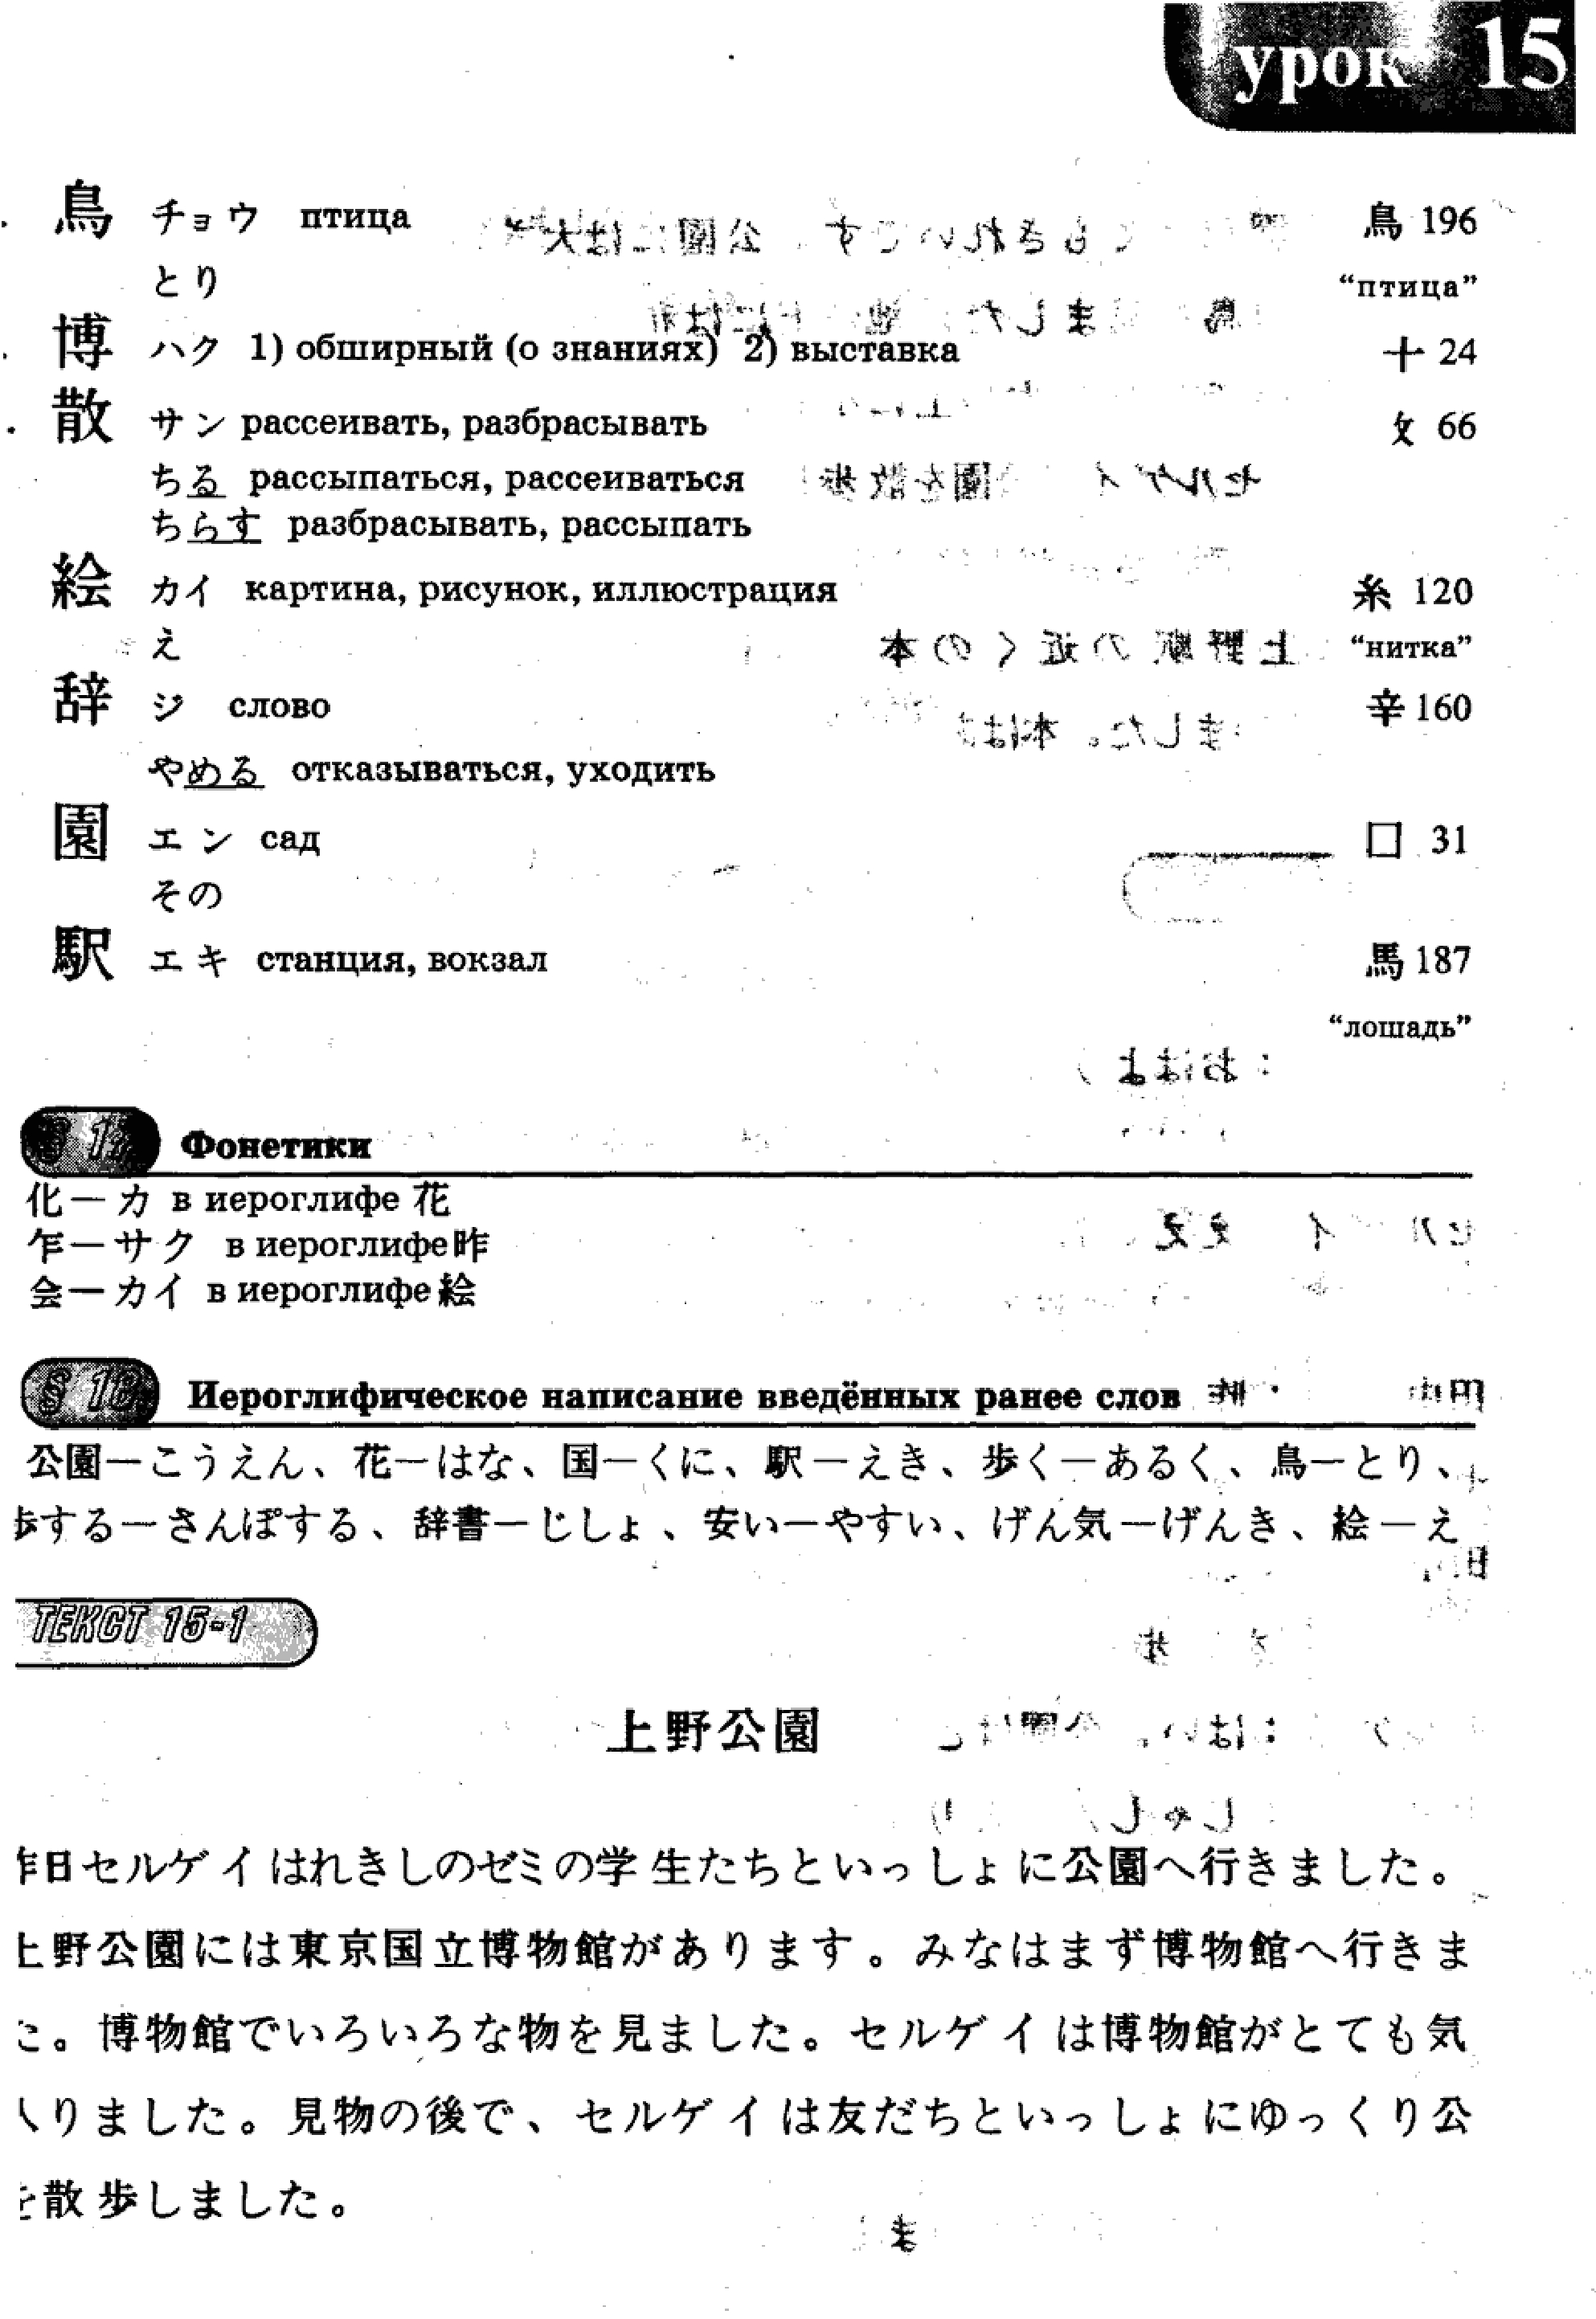 урок 15
鳥 チョウ птица 鳥 196
とり “птица”
博 ハク 1) обширный (о знаниях) 2) выставка 十 24
散 サン рассеивать, разбрасывать 攵 66
ちる рассыпаться, рассеиваться
ちらす разбрасывать, рассыпать
絵 カイ картина, рисунок, иллюстрация 糸 120
え “нитка”
辞 ジ слово 辛 160
やめる отказываться, уходить
園 エン сад 囗 31
その
駅 エキ станция, вокзал 馬 187
“лошадь”
Фонетики
化ーカ в иероглифе 花
乍ーサク в иероглифе 昨
会ーカイ в иероглифе 絵
Иероглифическое написание введённых ранее слов
公園ーこうえん、花ーはな、国ーくに、駅ーえき、歩くーあるく、鳥ーとり、
歩するーさんぽする、辞書ーじしょ、安いーやすい、げん気ーげんき、絵ーえ
ТЕКСТ 15-1
上野公園
日セルゲイはれきしのゼミの学生たちといっしょに公園へ行きました。
上野公園には東京国立博物館があります。みなはまず博物館へ行きま
た。博物館でいろいろな物を見ました。セルゲイは博物館がとても気
りました。見物の後で、セルゲイは友だちといっしょにゆっくり公
を散歩しました。